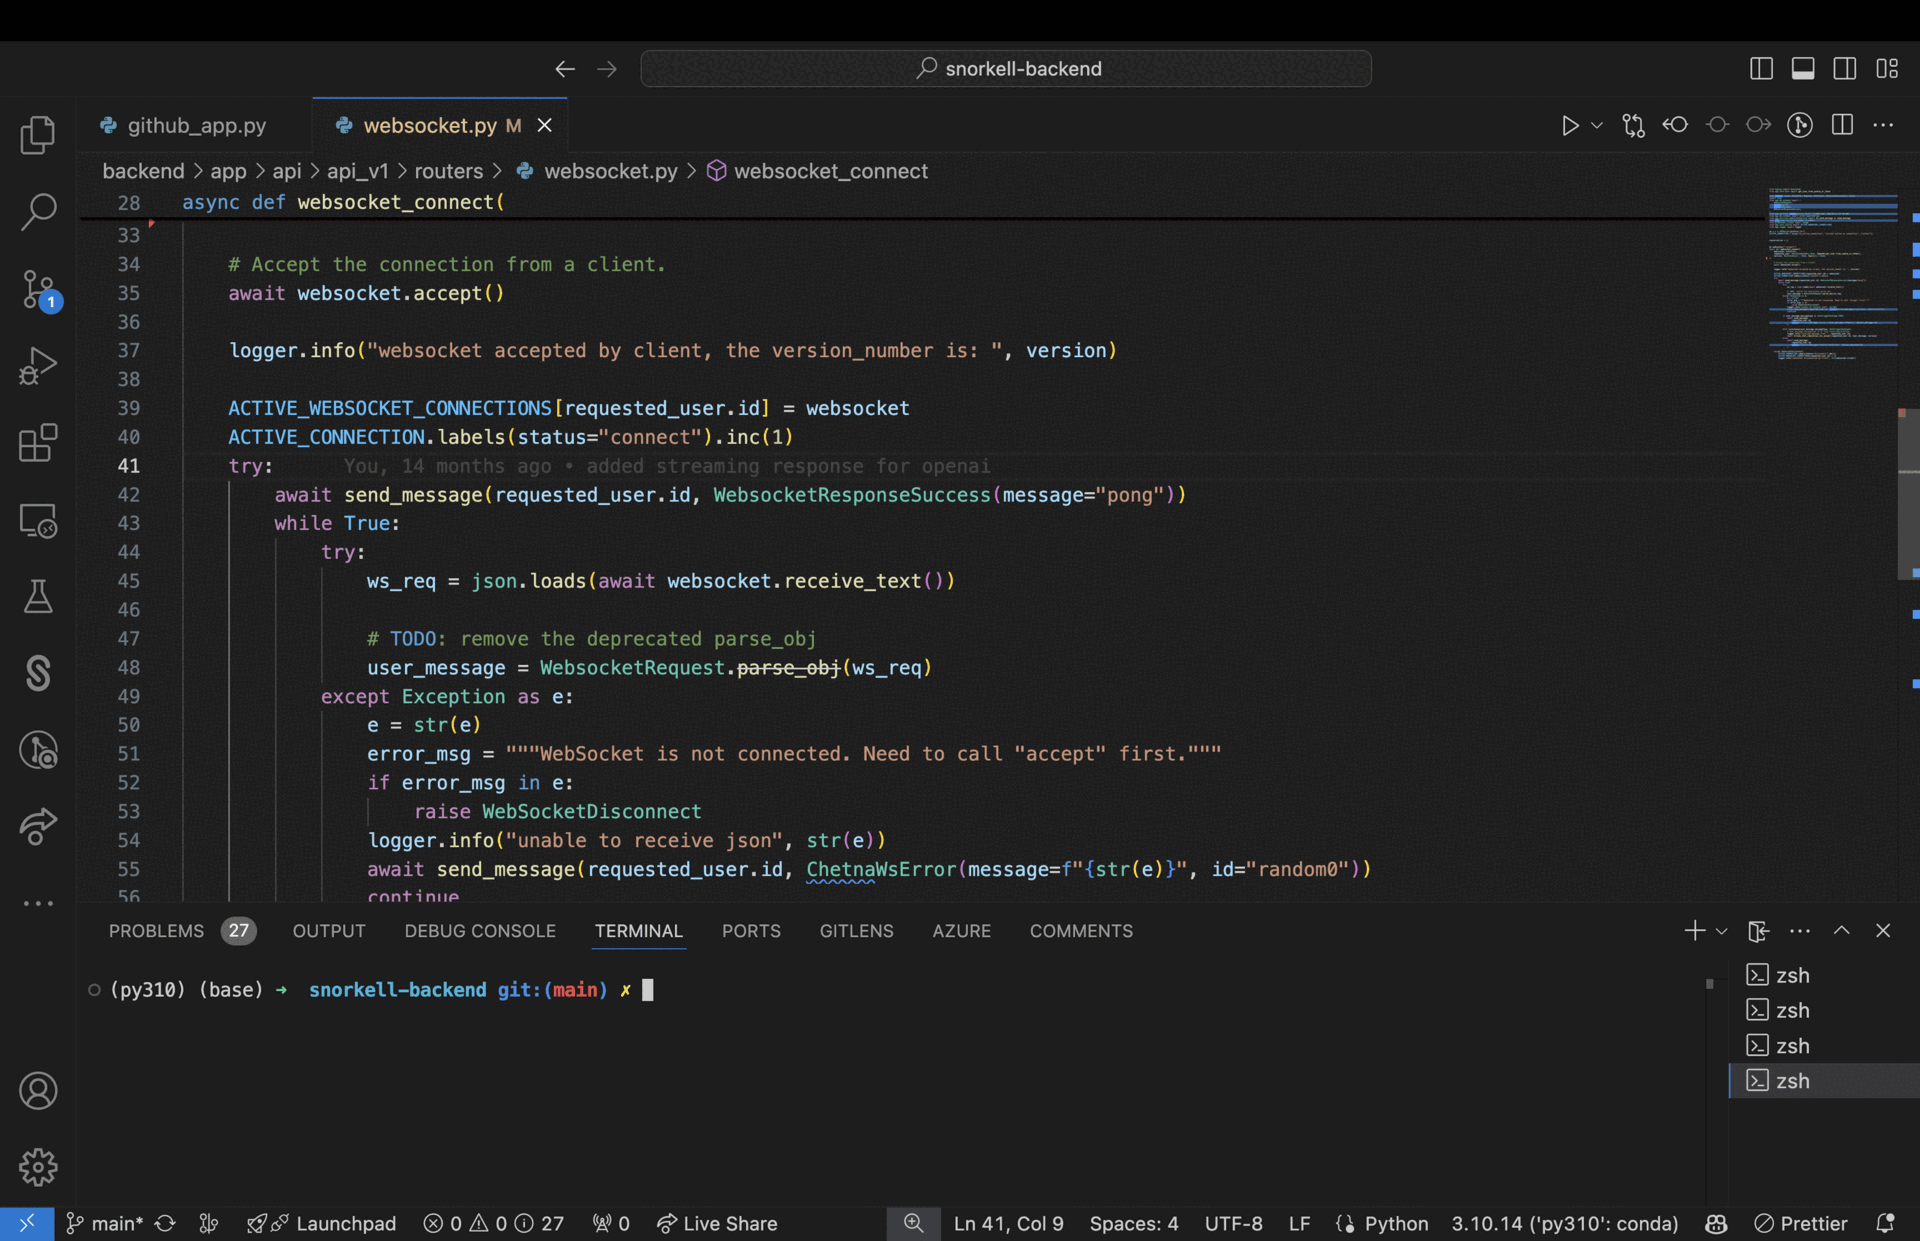 snorkell-backend
github_app.py websocket.py M
backend > app > api > api_v1 > routers > websocket.py > websocket_connect
28 async def websocket_connect(
33
34 # Accept the connection from a client.
35 await websocket.accept()
36
37 logger.info("websocket accepted by client, the version_number is: ", version)
38
39 ACTIVE_WEBSOCKET_CONNECTIONS[requested_user.id] = websocket
40 ACTIVE_CONNECTION.labels(status="connect").inc(1)
41 try: You, 14 months ago • added streaming response for openai
42 await send_message(requested_user.id, WebsocketResponseSuccess(message="pong"))
43 while True:
44 try:
45 ws_req = json.loads(await websocket.receive_text())
46
47 # TODO: remove the deprecated parse_obj
48 user_message = WebsocketRequest.parse_obj(ws_req)
49 except Exception as e:
50 e = str(e)
51 error_msg = """WebSocket is not connected. Need to call "accept" first."""
52 if error_msg in e:
53 raise WebSocketDisconnect
54 logger.info("unable to receive json", str(e))
55 await send_message(requested_user.id, ChetnaWsError(message=f"{str(e)}", id="random0"))
56 continue
1
PROBLEMS 27 OUTPUT DEBUG CONSOLE TERMINAL PORTS GITLENS AZURE COMMENTS
(py310) (base) → snorkell-backend git:(main) ✗
zsh
zsh
zsh
zsh
main* Launchpad 0 0 27 0 Live Share Ln 41, Col 9 Spaces: 4 UTF-8 LF Python 3.10.14 ('py310': conda) Prettier